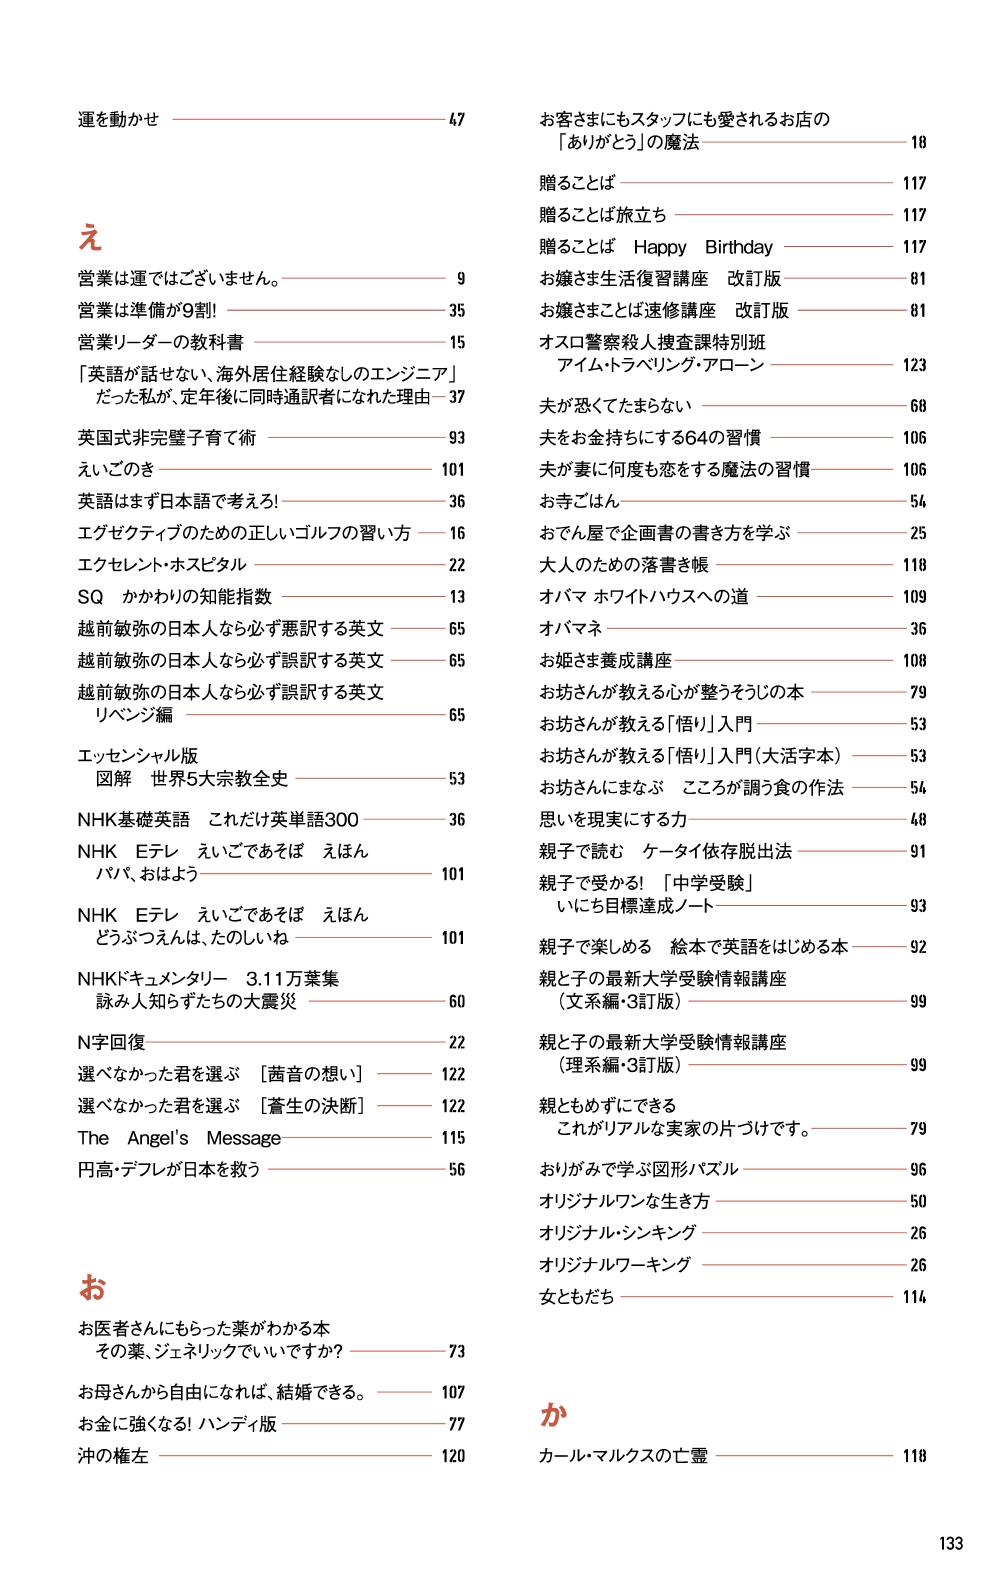 運を動かせ 47
え
営業は運ではございません。 9
営業は準備が9割! 35
営業リーダーの教科書 15
「英語が話せない、海外居住経験なしのエンジニア」
だった私が、定年後に同時通訳者になれた理由 37
英国式非完璧子育て術 93
えいごのき 101
英語はまず日本語で考えろ! 36
エグゼクティブのための正しいゴルフの習い方 16
エクセレント・ホスピタル 22
SQ　かかわりの知能指数 13
越前敏弥の日本人なら必ず悪訳する英文 65
越前敏弥の日本人なら必ず誤訳する英文 65
越前敏弥の日本人なら必ず誤訳する英文
リベンジ編 65
エッセンシャル版
図解　世界5大宗教全史 53
NHK基礎英語　これだけ英単語300 36
NHK　Eテレ　えいごであそぼ　えほん
パパ、おはよう 101
NHK　Eテレ　えいごであそぼ　えほん
どうぶつえんは、たのしいね 101
NHKドキュメンタリー　3.11万葉集
詠み人知らずたちの大震災 60
N字回復 22
選べなかった君を選ぶ　［茜音の想い］ 122
選べなかった君を選ぶ　［蒼生の決断］ 122
The　Angel's　Message 115
円高・デフレが日本を救う 56
お
お医者さんにもらった薬がわかる本
その薬、ジェネリックでいいですか? 73
お母さんから自由になれば、結婚できる。 107
お金に強くなる! ハンディ版 77
沖の権左 120
お客さまにもスタッフにも愛されるお店の
「ありがとう」の魔法 18
贈ることば 117
贈ることば旅立ち 117
贈ることば　Happy　Birthday 117
お嬢さま生活復習講座　改訂版 81
お嬢さまことば速修講座　改訂版 81
オスロ警察殺人捜査課特別班
アイム・トラベリング・アローン 123
夫が恐くてたまらない 68
夫をお金持ちにする64の習慣 106
夫が妻に何度も恋をする魔法の習慣 106
お寺ごはん 54
おでん屋で企画書の書き方を学ぶ 25
大人のための落書き帳 118
オバマ ホワイトハウスへの道 109
オバマネ 36
お姫さま養成講座 108
お坊さんが教える心が整うそうじの本 79
お坊さんが教える「悟り」入門 53
お坊さんが教える「悟り」入門（大活字本） 53
お坊さんにまなぶ　こころが調う食の作法 54
思いを現実にする力 48
親子で読む　ケータイ依存脱出法 91
親子で受かる!　「中学受験」
いにち目標達成ノート 93
親子で楽しめる　絵本で英語をはじめる本 92
親と子の最新大学受験情報講座
（文系編・3訂版） 99
親と子の最新大学受験情報講座
（理系編・3訂版） 99
親ともめずにできる
これがリアルな実家の片づけです。 79
おりがみで学ぶ図形パズル 96
オリジナルワンな生き方 50
オリジナル・シンキング 26
オリジナルワーキング 26
女ともだち 114
か
カール・マルクスの亡霊 118
133